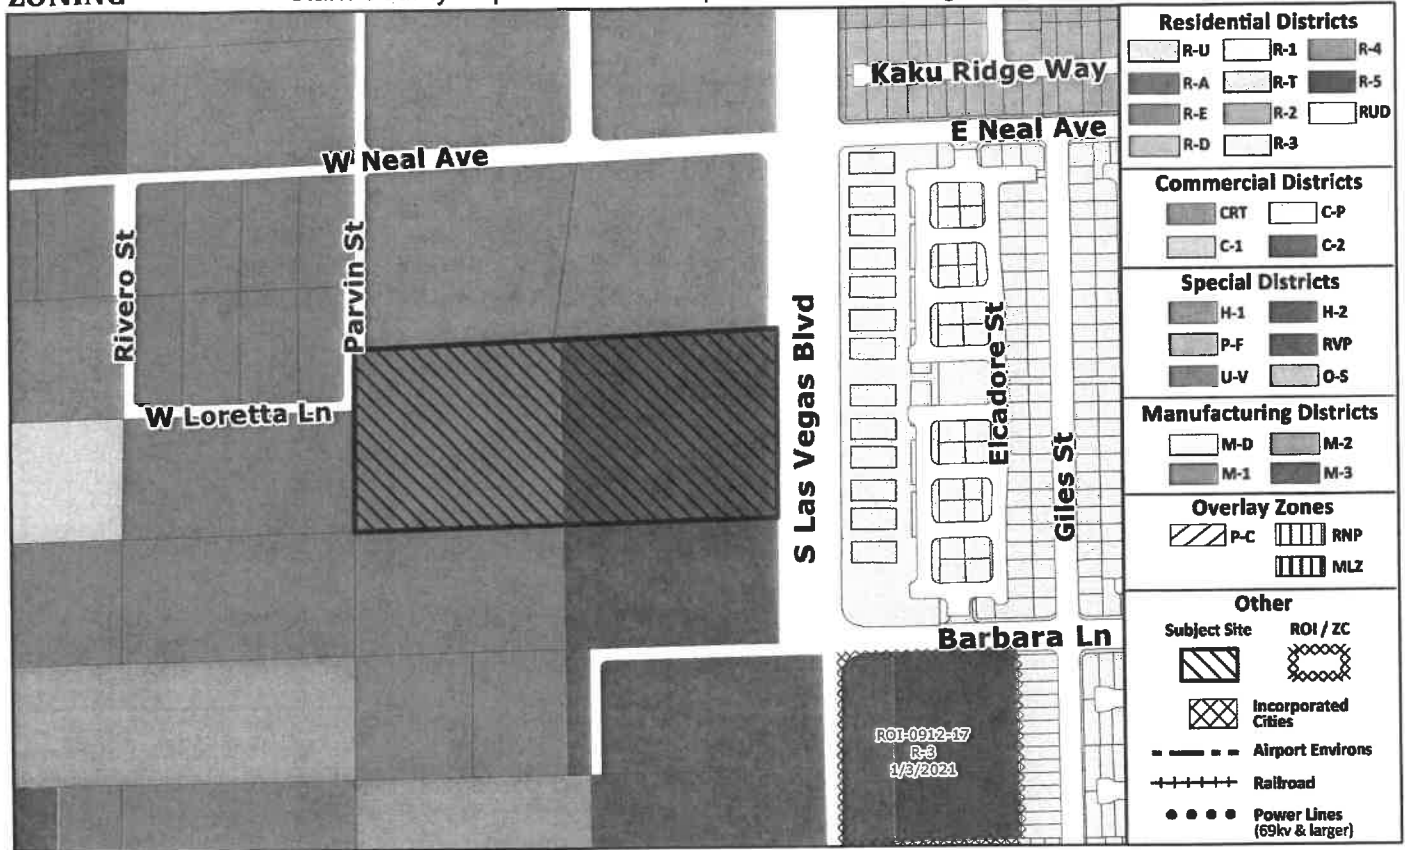 ZONING
Kaku Ridge Way
E Neal Ave
W Neal Ave
Rivero St
Parvin St
W Loretta Ln
S Las Vegas Blvd
Elcadore St
Giles St
Barbara Ln
ROI-0912-17
R-3
1/3/2021
Residential Districts
R-U R-1 R-4
R-A R-T R-5
R-E R-2 RUD
R-D R-3
Commercial Districts
CRT C-P
C-1 C-2
Special Districts
H-1 H-2
P-F RVP
U-V O-S
Manufacturing Districts
M-D M-2
M-1 M-3
Overlay Zones
P-C RNP
MLZ
Other
Subject Site ROI / ZC
Incorporated
Cities
Airport Environs
Railroad
Power Lines
(69kv & larger)